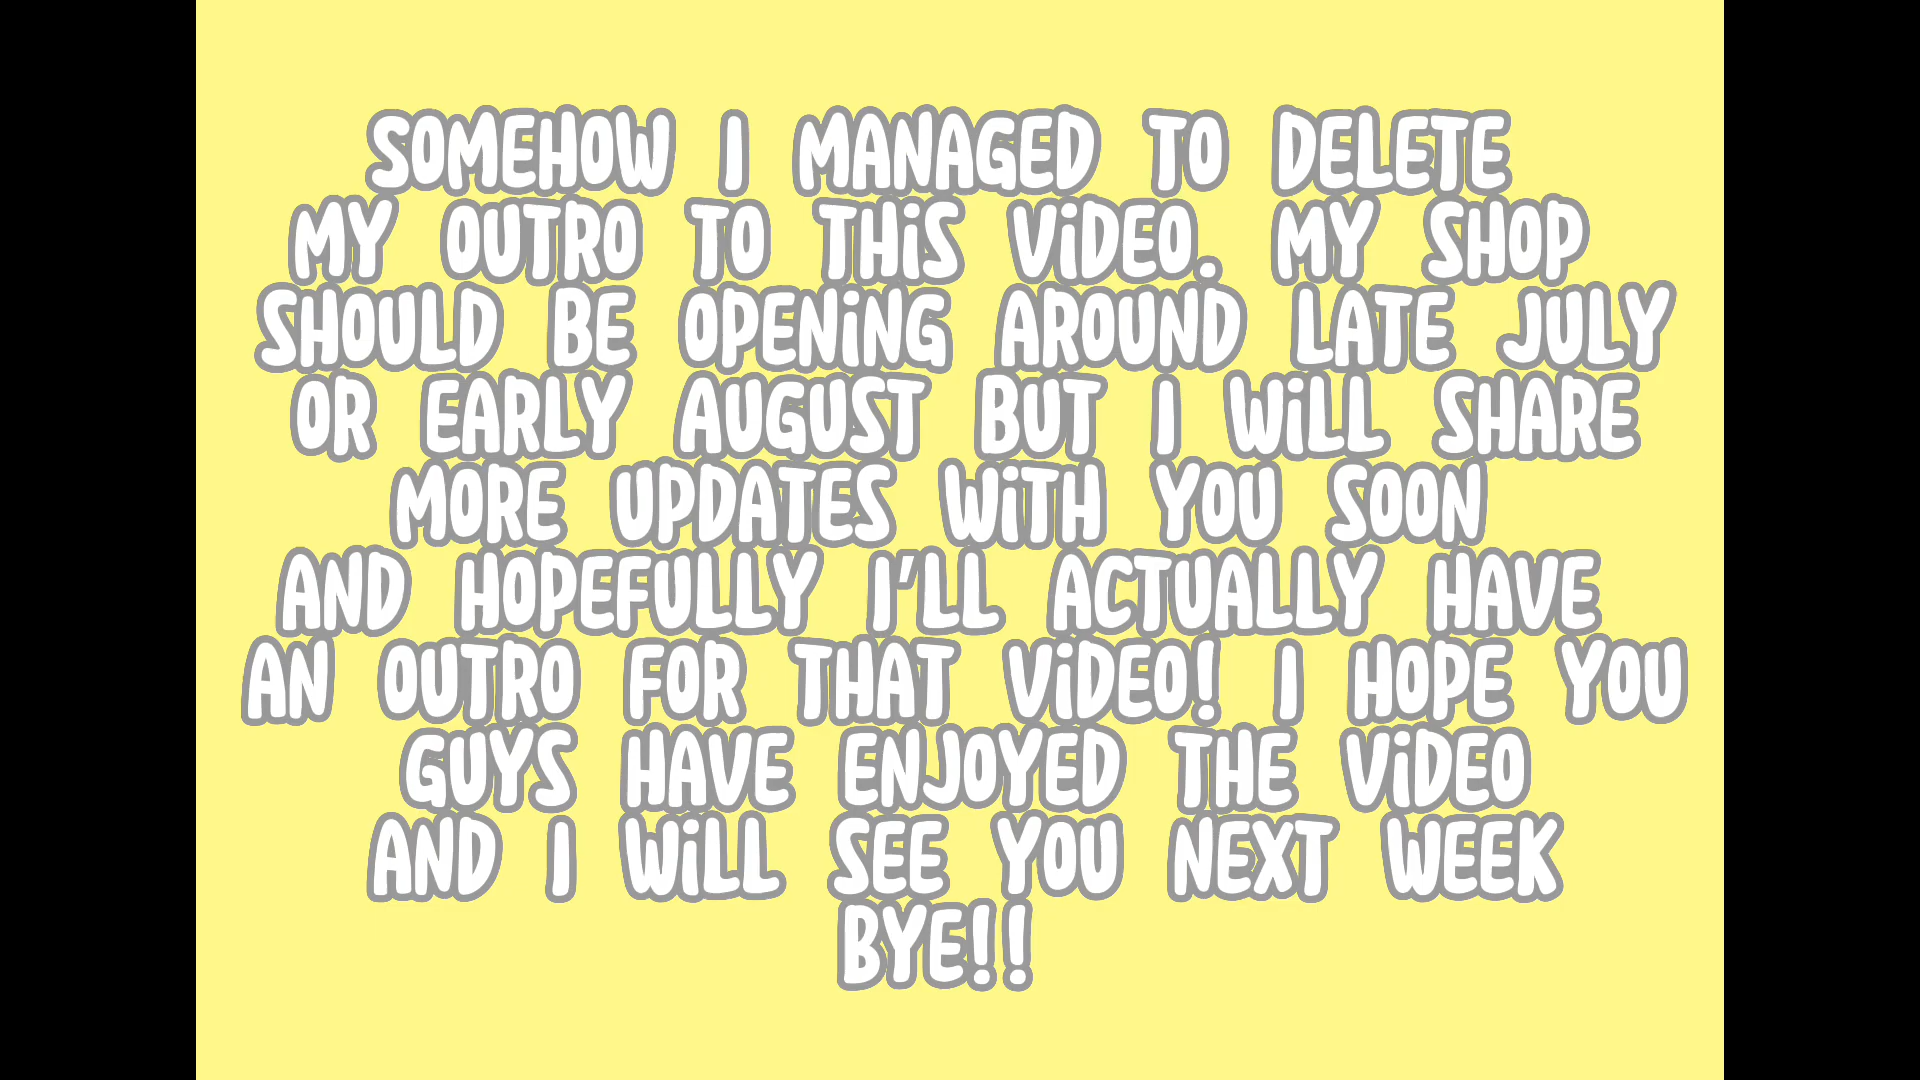 SOMEHOW I MANAGED TO DELETE
MY OUTRO TO THiS ViDEO. MY SHOP
SHOULD BE OPENiNG AROUND LATE JULY
OR EARLY AUGUST BUT I WiLL SHARE
MORE UPDATES WiTH YOU SOON
AND HOPEFULLY I'LL ACTUALLY HAVE
AN OUTRO FOR THAT ViDEO! I HOPE YOU
GUYS HAVE ENJOYED THE ViDEO
AND I WiLL SEE YOU NEXT WEEK
BYE!!